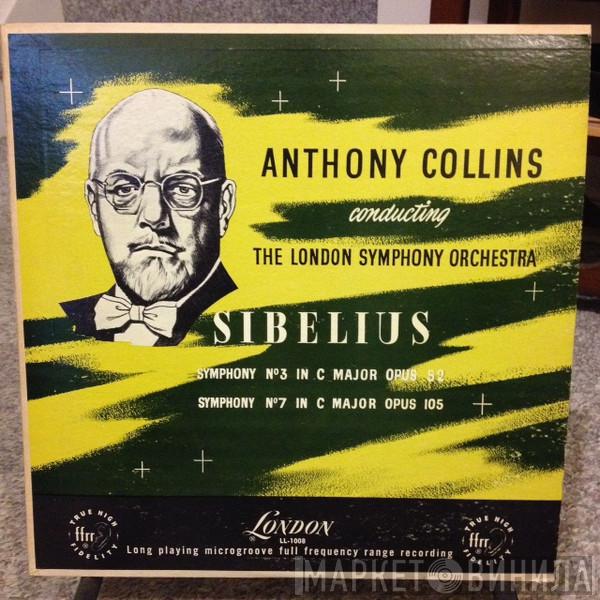 ANTHONY COLLINS
conducting
THE LONDON SYMPHONY ORCHESTRA
SIBELIUS
SYMPHONY Nº3 IN C MAJOR OPUS 52
SYMPHONY Nº7 IN C MAJOR OPUS 105
TRUE HIGH
ffrr
FIDELITY
LONDON
LL-1008
Long playing microgroove full frequency range recording
TRUE HIGH
ffrr
FIDELITY
МАРКЕТ ВИНИЛА